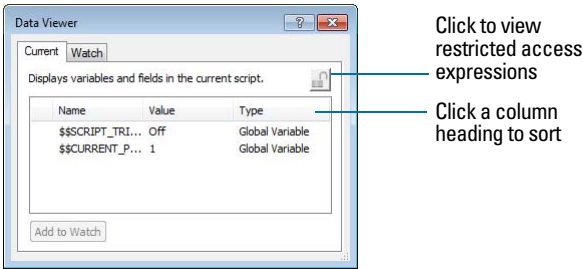 Data Viewer
?
Current Watch
Displays variables and fields in the current script.
Name Value Type
$$SCRIPT_TRI... Off Global Variable
$$CURRENT_P... 1 Global Variable
Add to Watch
Click to view
restricted access
expressions
Click a column
heading to sort